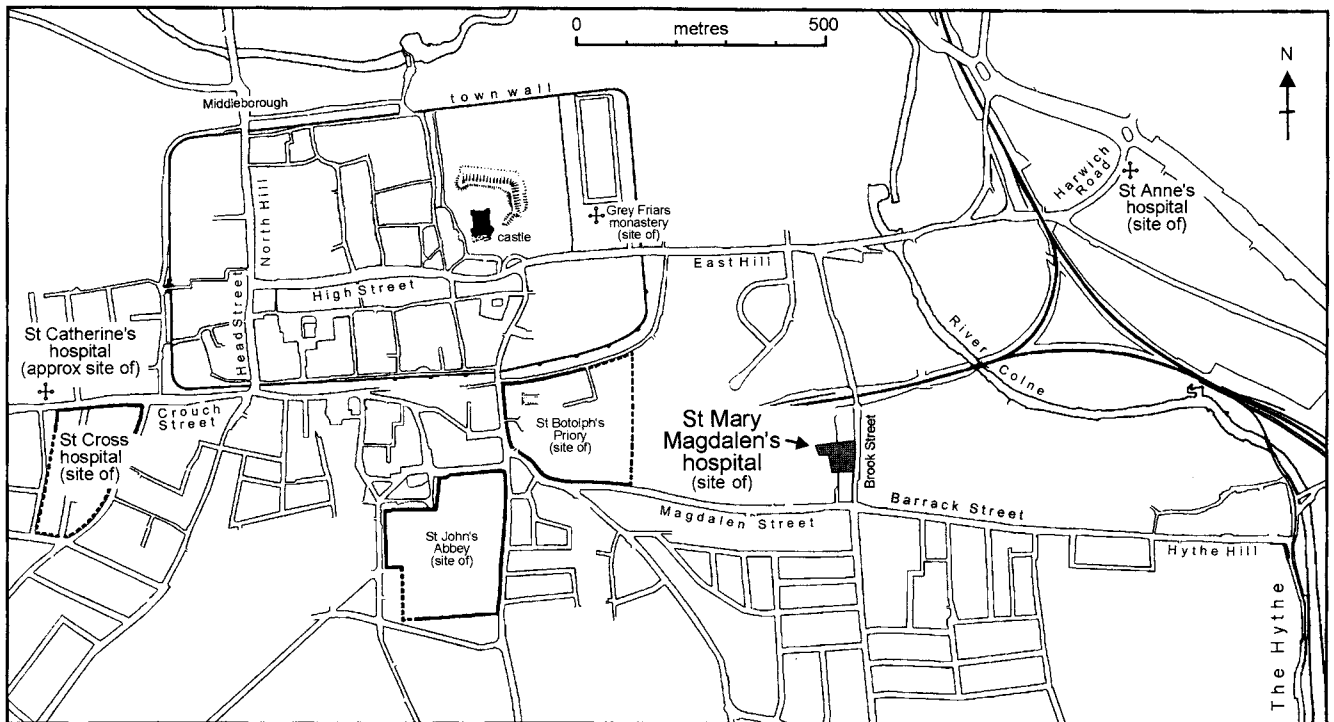 0
metres
500
N
Middleborough
town wall
North Hill
castle
Grey Friars
monastery
(site of)
Harwich
Road
St Anne's
hospital
(site of)
East Hill
High Street
Head Street
St Catherine's
hospital
(approx site of)
Crouch
Street
St Cross
hospital
(site of)
St Botolph's
Priory
(site of)
River Colne
St Mary
Magdalen's
hospital
(site of)
Brook Street
Barrack Street
Magdalen Street
Hythe Hill
St John's
Abbey
(site of)
The Hythe